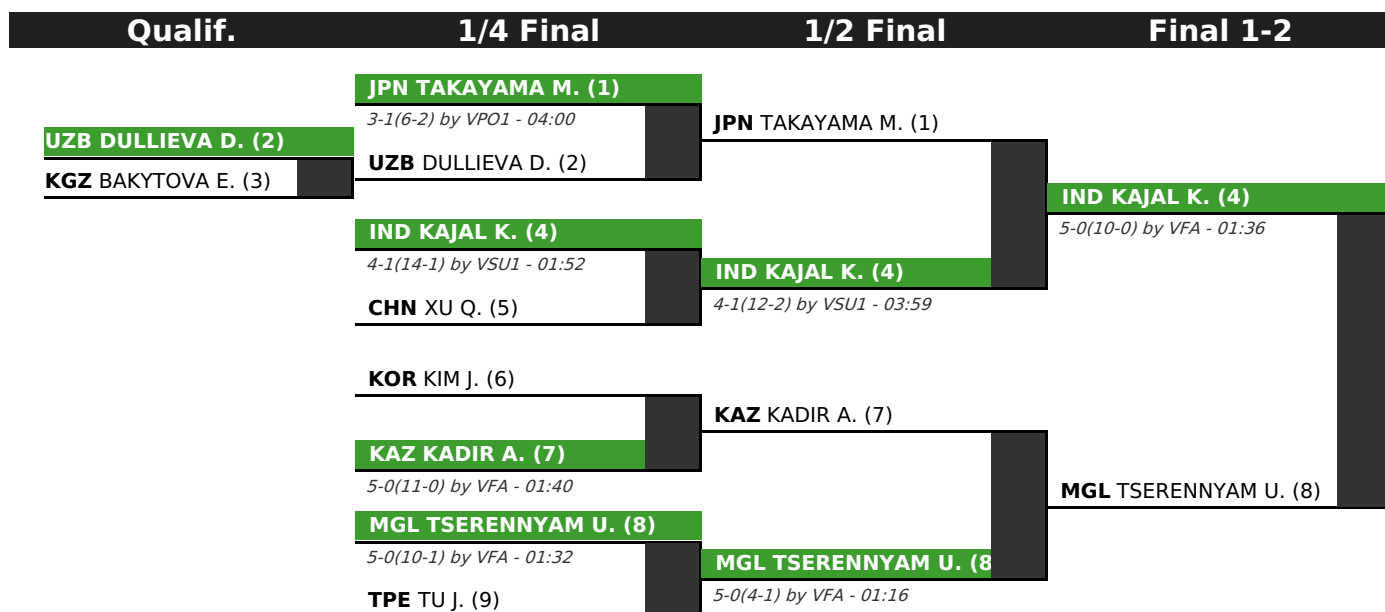 Qualif. 1/4 Final 1/2 Final Final 1-2
UZB DULLIEVA D. (2)
KGZ BAKYTOVA E. (3)
JPN TAKAYAMA M. (1)
3-1(6-2) by VPO1 - 04:00
UZB DULLIEVA D. (2)
IND KAJAL K. (4)
4-1(14-1) by VSU1 - 01:52
CHN XU Q. (5)
KOR KIM J. (6)
KAZ KADIR A. (7)
5-0(11-0) by VFA - 01:40
MGL TSERENNYAM U. (8)
5-0(10-1) by VFA - 01:32
TPE TU J. (9)
JPN TAKAYAMA M. (1)
IND KAJAL K. (4)
4-1(12-2) by VSU1 - 03:59
KAZ KADIR A. (7)
MGL TSERENNYAM U. (8
5-0(4-1) by VFA - 01:16
IND KAJAL K. (4)
5-0(10-0) by VFA - 01:36
MGL TSERENNYAM U. (8)